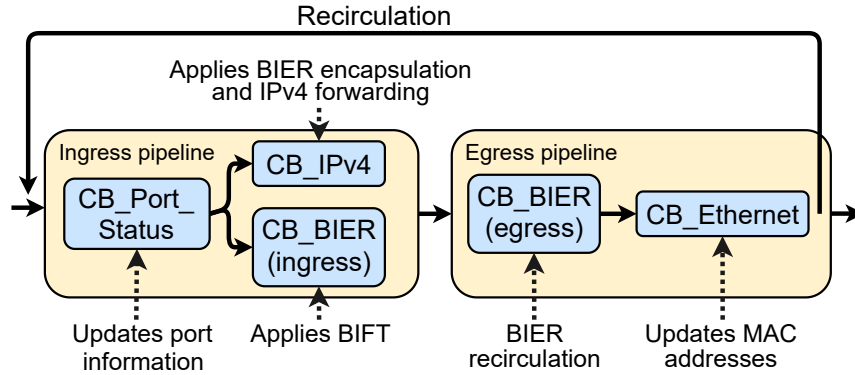 Recirculation
Applies BIER encapsulation
and IPv4 forwarding
Ingress pipeline
CB_IPv4
CB_Port_
Status
CB_BIER
(ingress)
Egress pipeline
CB_BIER
(egress)
CB_Ethernet
Updates port
information
Applies BIFT
BIER
recirculation
Updates MAC
addresses